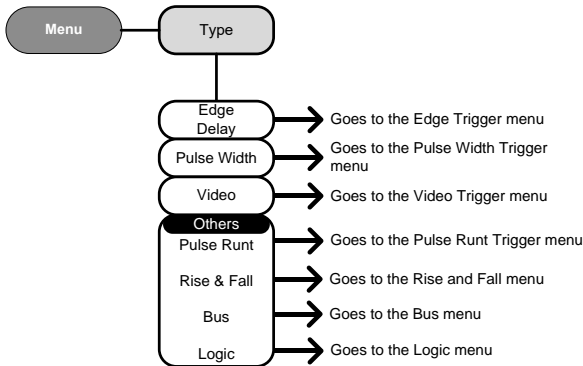 Menu
Type
Edge
Delay
Goes to the Edge Trigger menu
Pulse Width
Goes to the Pulse Width Trigger
menu
Video
Goes to the Video Trigger menu
Others
Pulse Runt
Goes to the Pulse Runt Trigger menu
Rise & Fall
Goes to the Rise and Fall menu
Bus
Goes to the Bus menu
Logic
Goes to the Logic menu